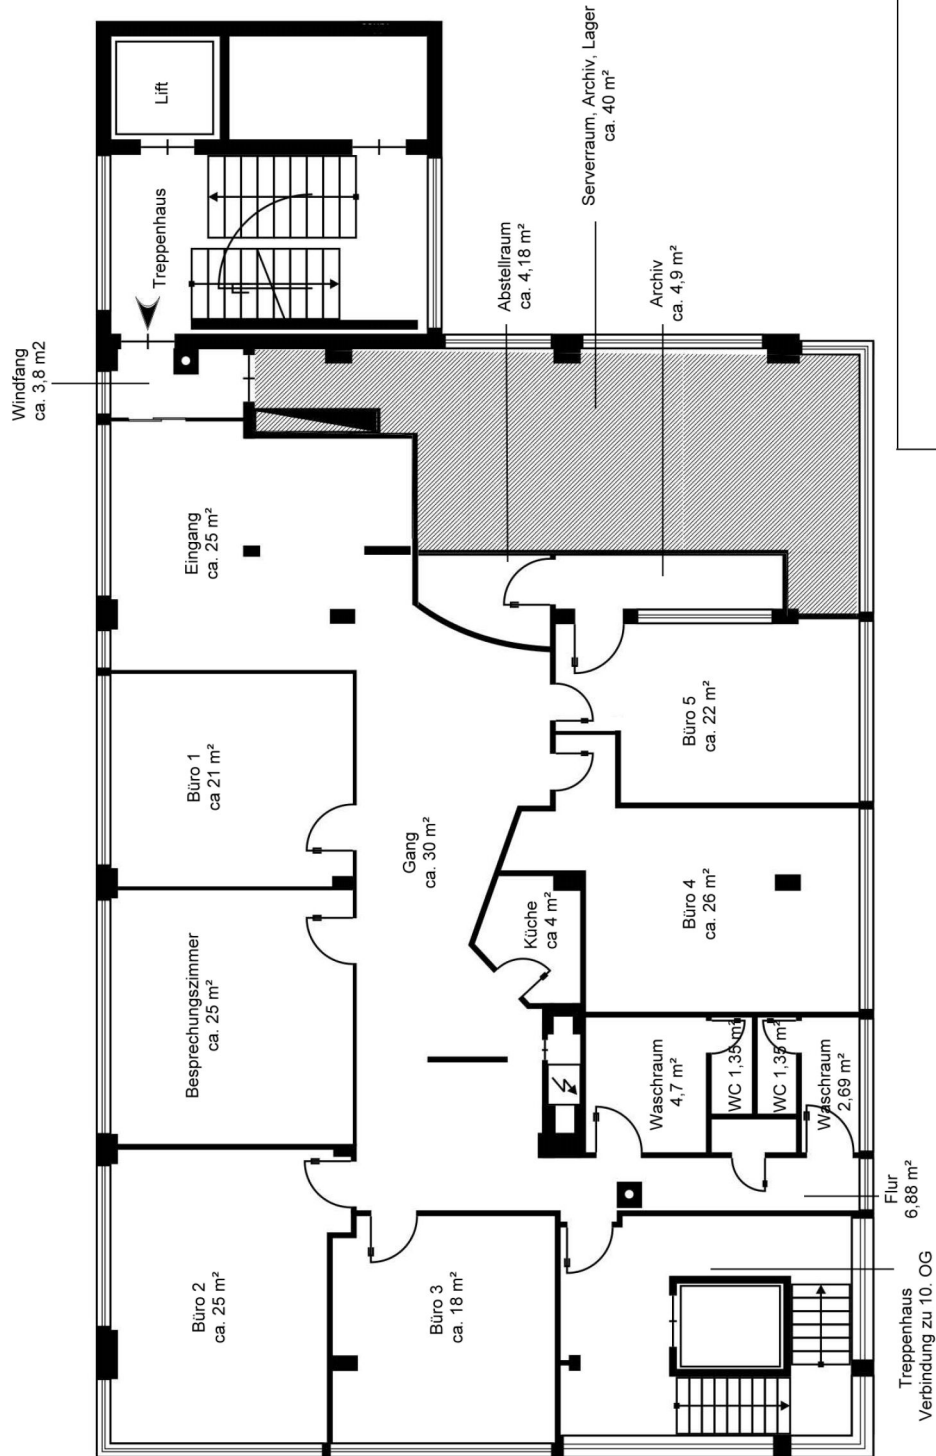 Lift
Treppenhaus
Windfang
ca. 3,8 m2
Serverraum, Archiv, Lager
ca. 40 m²
Abstellraum
ca. 4,18 m²
Archiv
ca. 4,9 m²
Eingang
ca. 25 m²
Büro 1
ca 21 m²
Büro 5
ca. 22 m²
Gang
ca. 30 m²
Küche
ca 4 m²
Büro 4
ca. 26 m²
Besprechungszimmer
ca. 25 m²
Waschraum
4,7 m²
WC 1,35 m²
WC 1,35 m²
Waschraum
2,69 m²
Flur
6,88 m²
Büro 2
ca. 25 m²
Büro 3
ca. 18 m²
Treppenhaus
Verbindung zu 10. OG